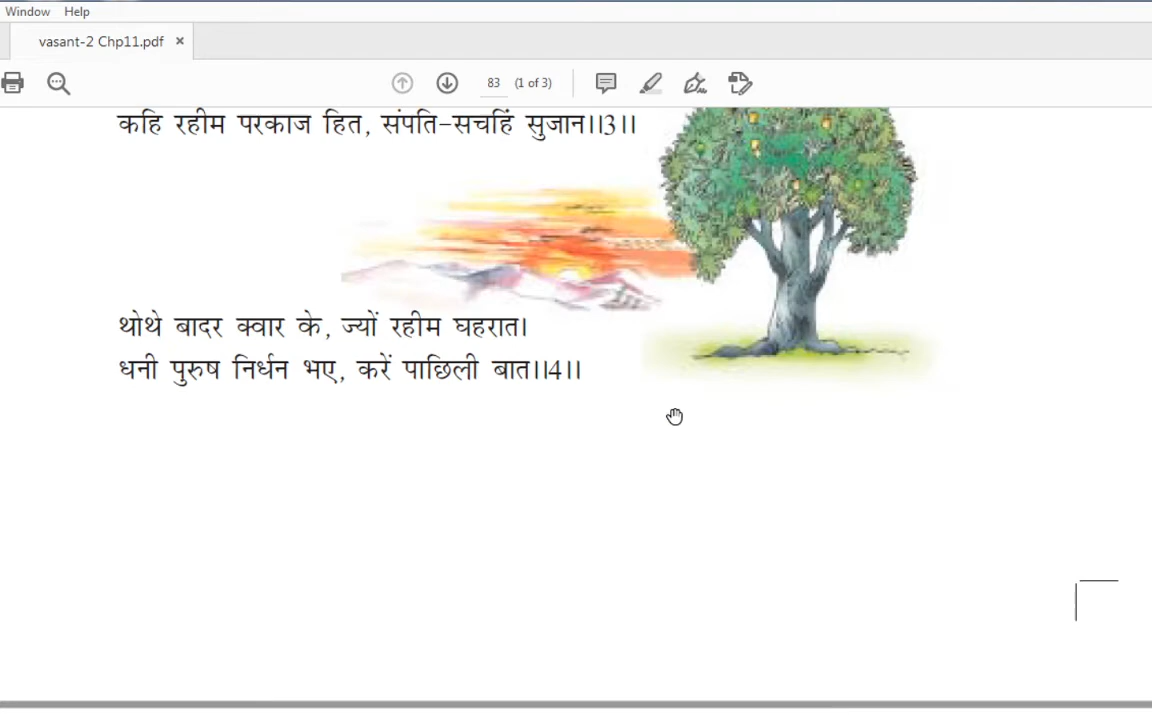 Window Help
vasant-2 Chp11.pdf ×
83 (1 of 3)
कहि रहीम परकाज हित, संपति-सचहिं सुजान।।3।।
थोथे बादर क्वार के, ज्यों रहीम घहरात।
धनी पुरुष निर्धन भए, करें पाछिली बात।।4।।